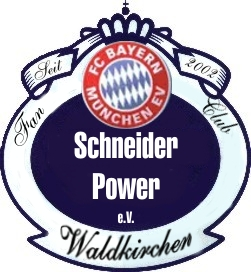 Seit 2002
FC BAYERN
MÜNCHEN EV
Fan Club
Schneider
Power
e.V.
Waldkirchen